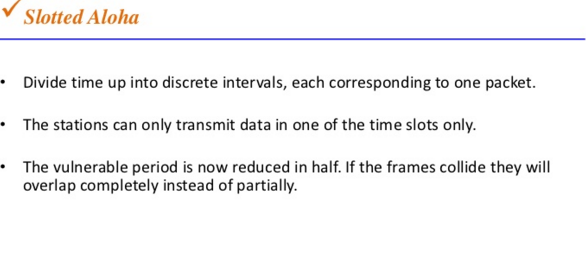 Slotted Aloha
• Divide time up into discrete intervals, each corresponding to one packet.
• The stations can only transmit data in one of the time slots only.
• The vulnerable period is now reduced in half. If the frames collide they will
overlap completely instead of partially.